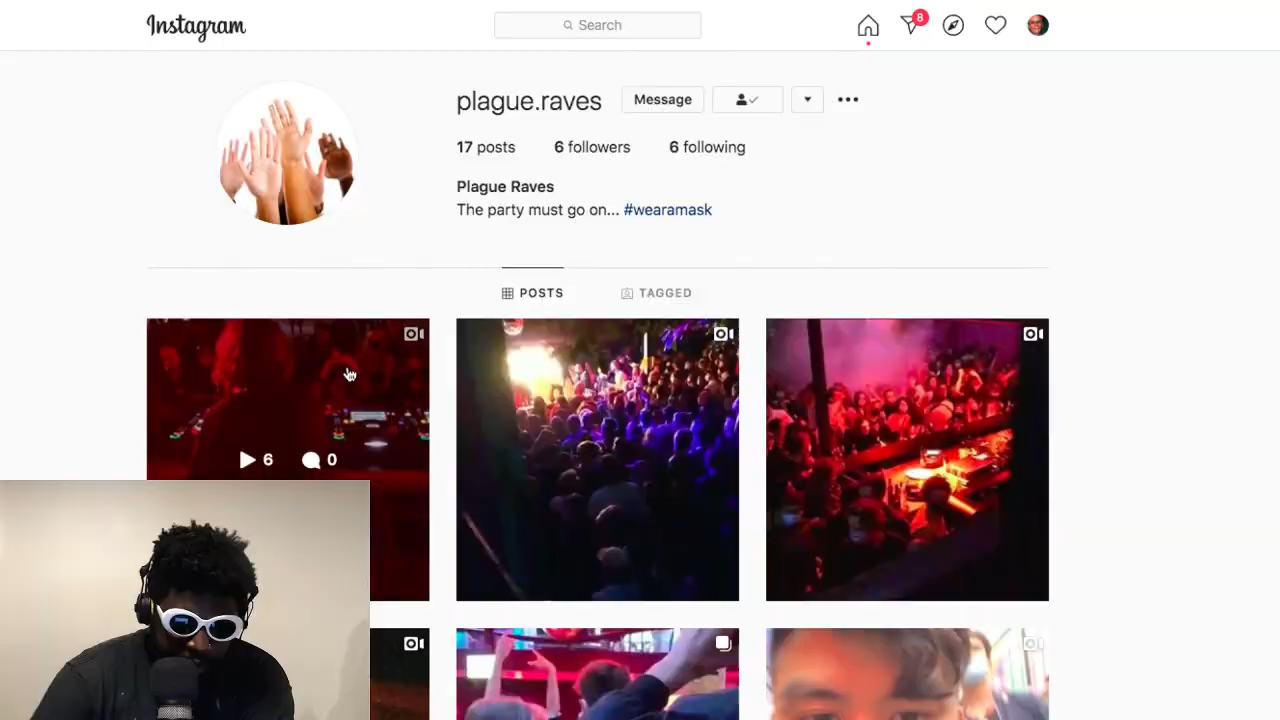 Instagram
Search
8
plague.raves
Message
17 posts 6 followers 6 following
Plague Raves
The party must go on... #wearamask
POSTS TAGGED
6 0